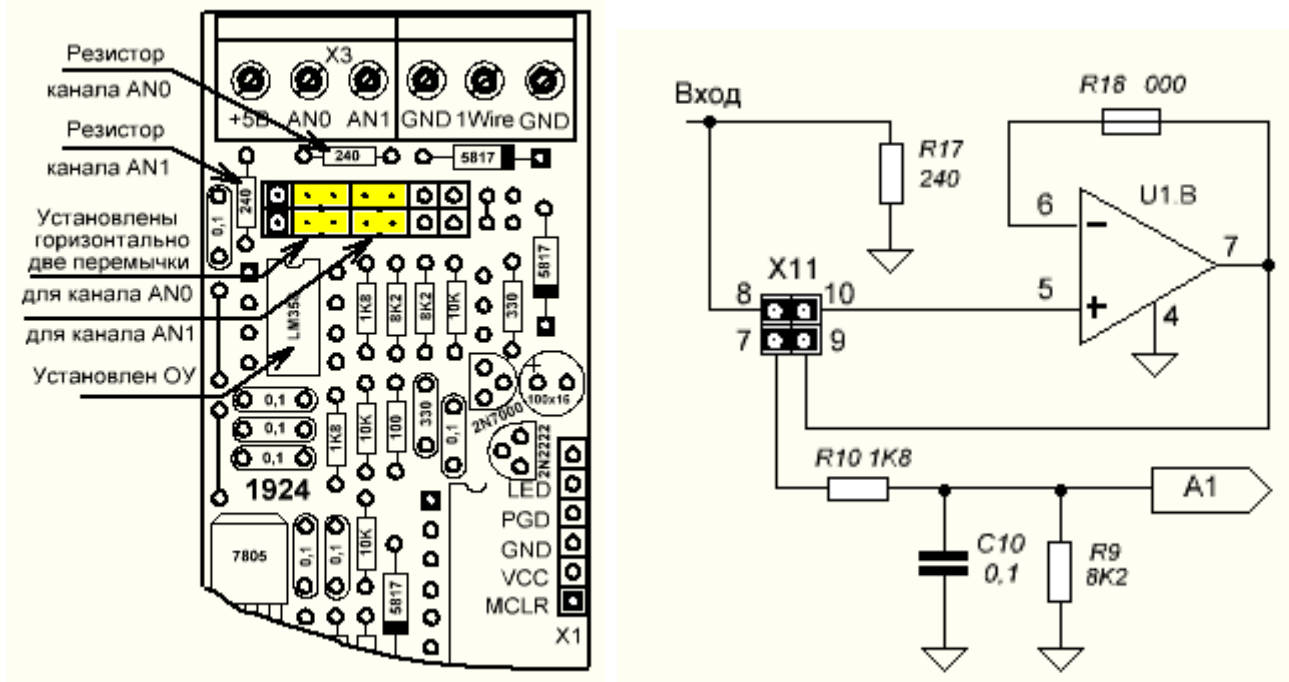 Резистор
канала AN0
Резистор
канала AN1
Установлены
горизонтально
две перемычки
для канала AN0
для канала AN1
Установлен ОУ
X3
+5В AN0 AN1 GND 1Wire GND
240
5817
240
0,1
5817
LM358
1K8
8K2
8K2
10K
330
0,1
0,1
0,1
1K8
10K
100
330
0,1
2N7000
+
100x16
2N2222
1924
LED
PGD
GND
VCC
MCLR
X1
7805
0,1
0,1
10K
5817
Вход
R17
240
R18 000
U1.B
6
-
7
5
+
4
X11
8
10
7
9
R10 1K8
A1
C10
0,1
R9
8K2